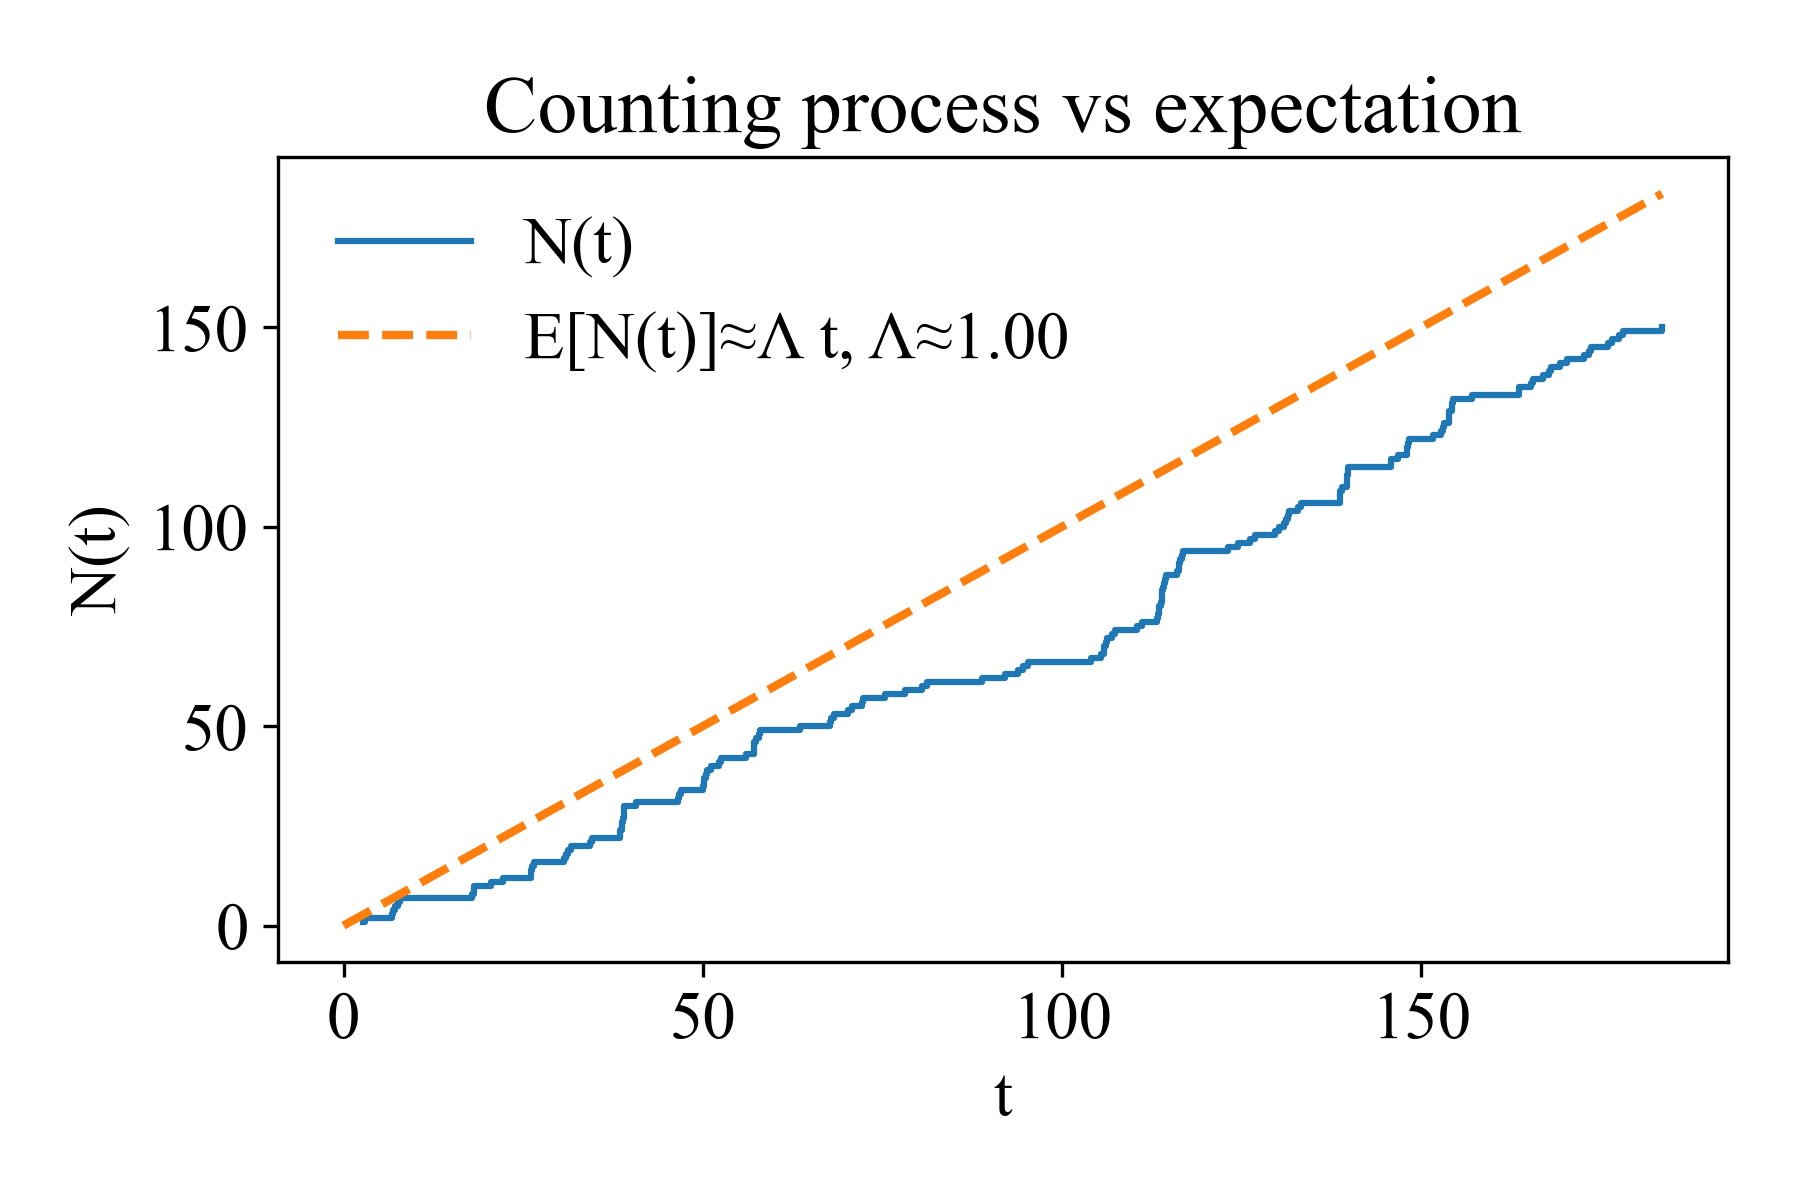 Counting process vs expectation
N(t)
E[N(t)]≈Λ t, Λ≈1.00
N(t)
150
100
50
0
0 50 100 150
t